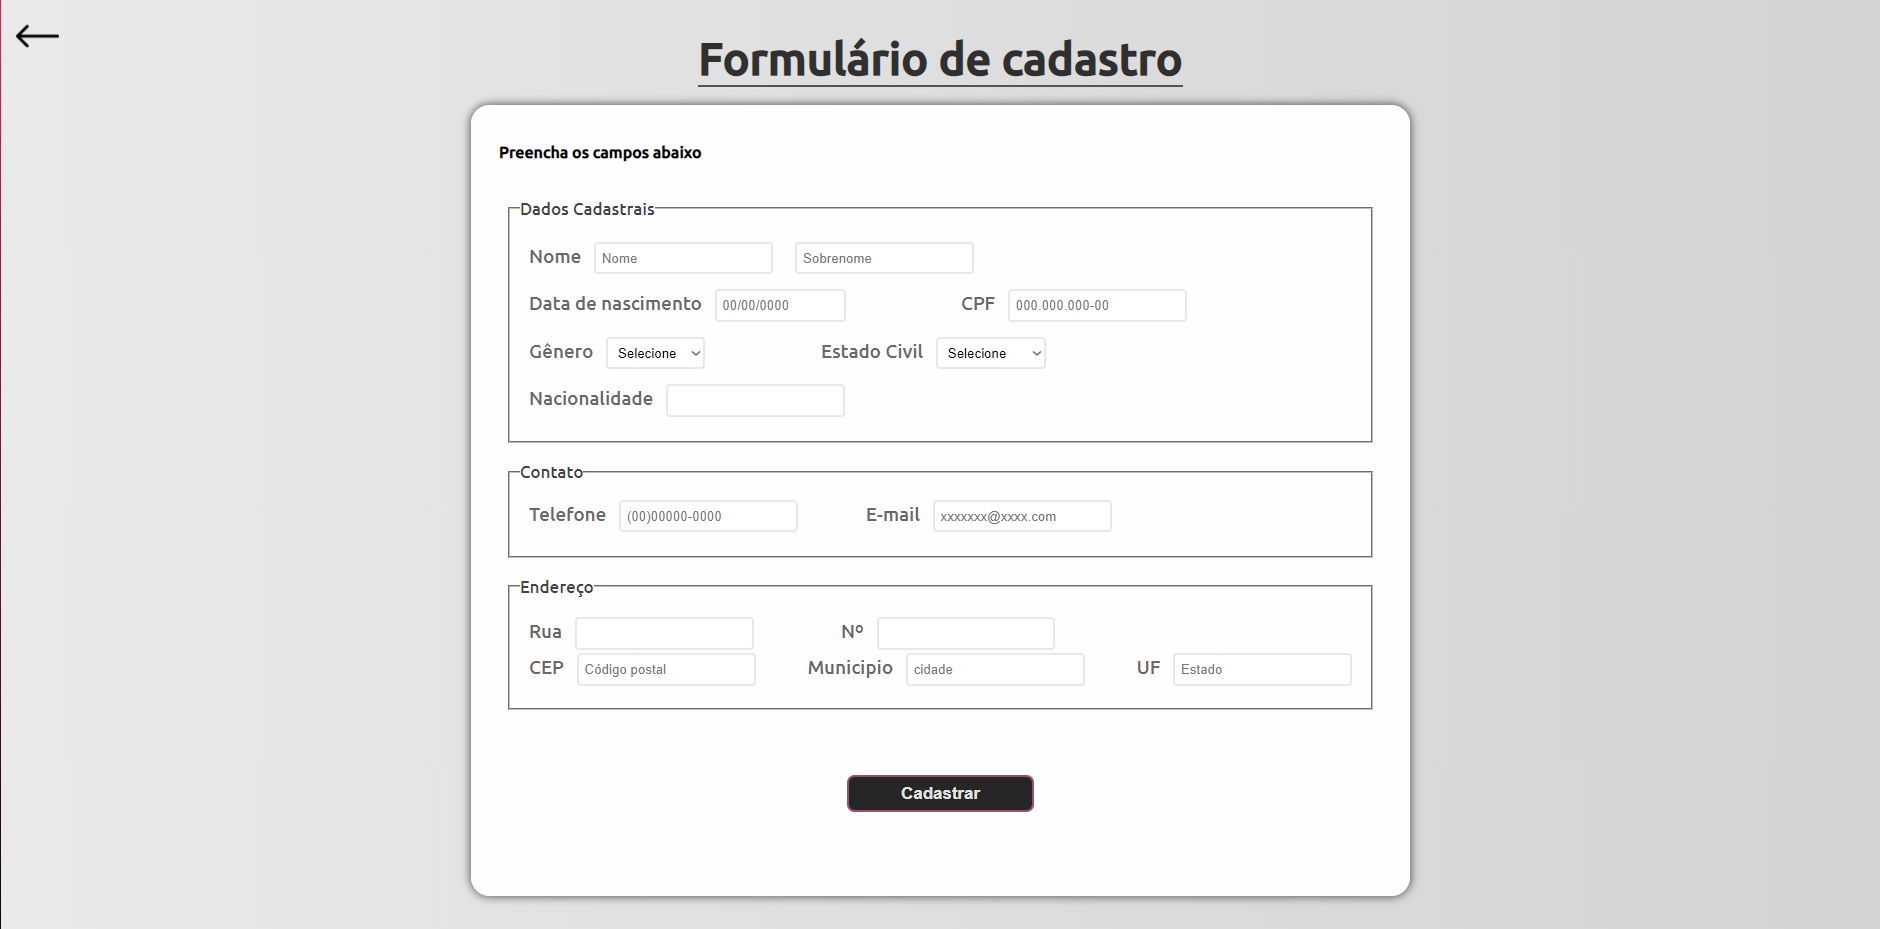 Formulário de cadastro
Preencha os campos abaixo
Dados Cadastrais
Nome Nome Sobrenome
Data de nascimento 00/00/0000 CPF 000.000.000-00
Gênero Selecione Estado Civil Selecione
Nacionalidade
Contato
Telefone (00)00000-0000 E-mail xxxxxxx@xxxx.com
Endereço
Rua Nº
CEP Código postal Municipio cidade UF Estado
Cadastrar